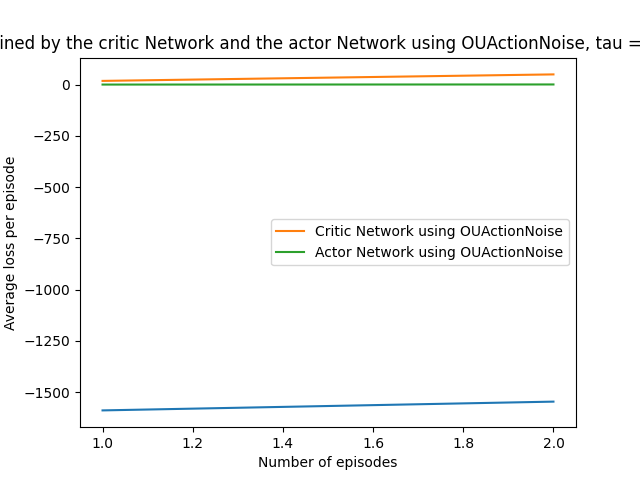 ined by the critic Network and the actor Network using OUActionNoise, tau =
0
−250
−500
−750
−1000
−1250
−1500
Average loss per episode
Critic Network using OUActionNoise
Actor Network using OUActionNoise
1.0 1.2 1.4 1.6 1.8 2.0
Number of episodes